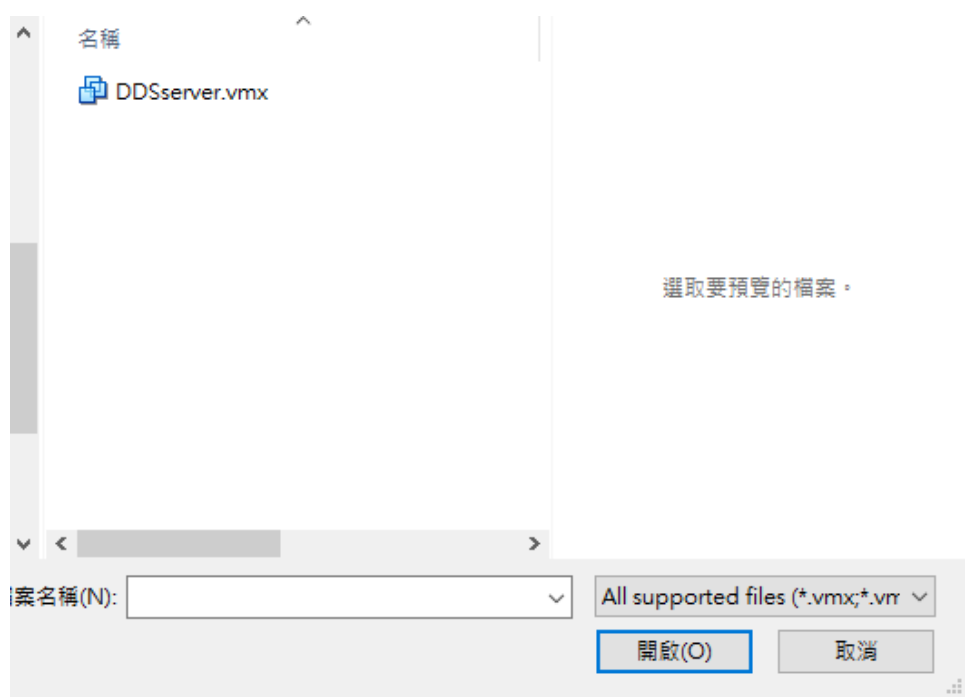 名稱
DDSserver.vmx
選取要預覽的檔案。
案名稱(N):
All supported files (*.vmx;*.vm
開啟(O)
取消